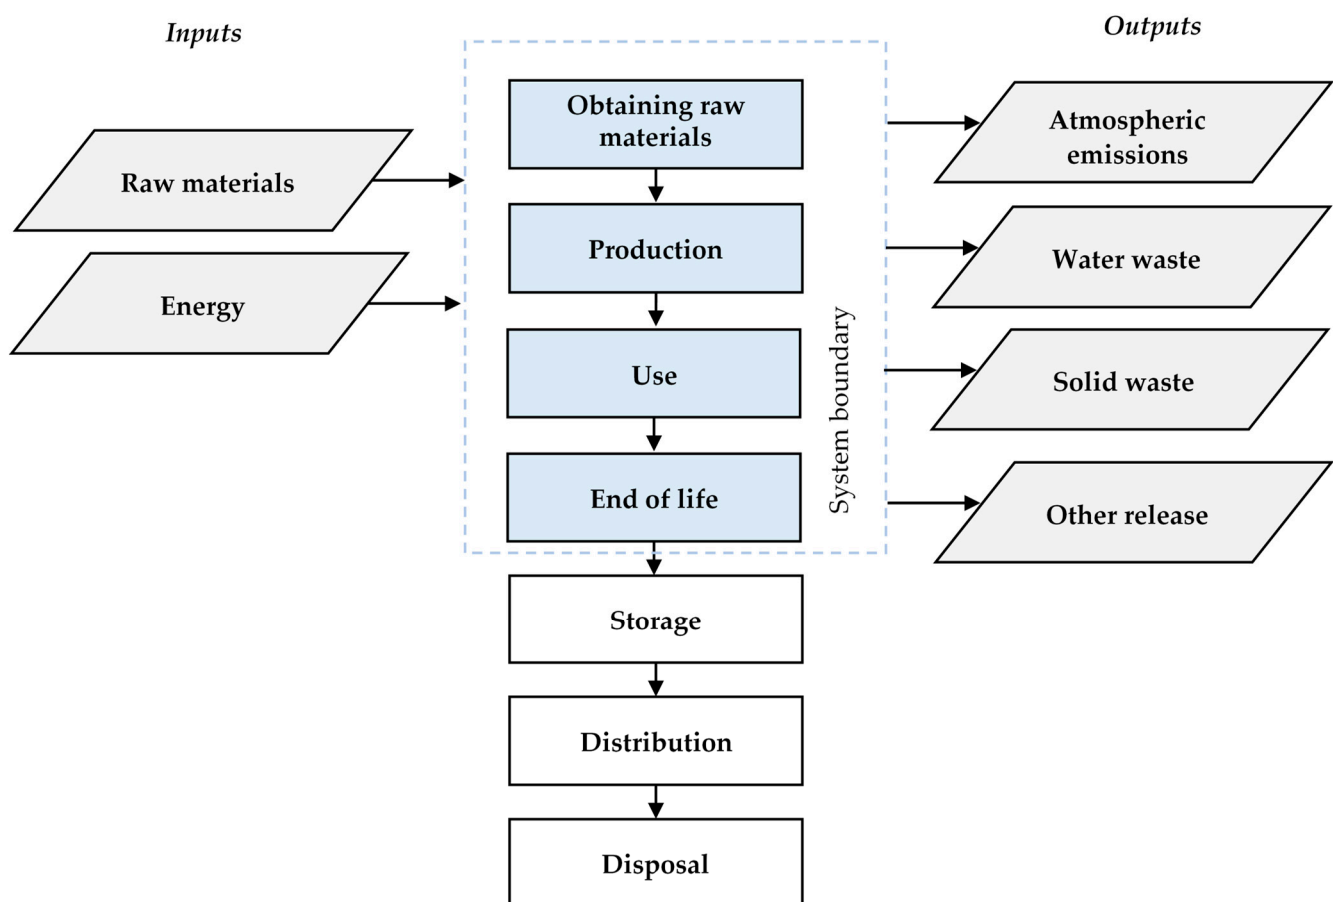 Inputs
Outputs
Obtaining raw
materials
Atmospheric
emissions
Raw materials
Production
Water waste
Energy
Use
System boundary
Solid waste
End of life
Other release
Storage
Distribution
Disposal